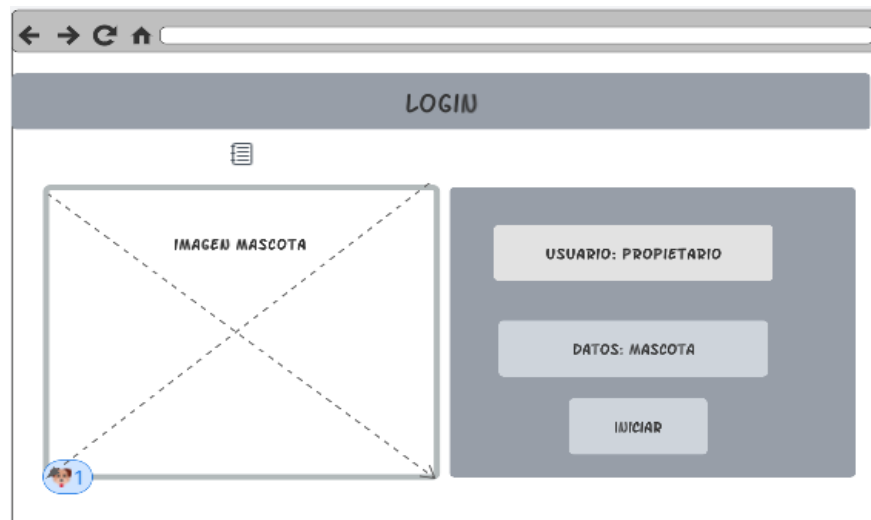 LOGIN
IMAGEN MASCOTA
USUARIO: PROPIETARIO
DATOS: MASCOTA
INICIAR
1